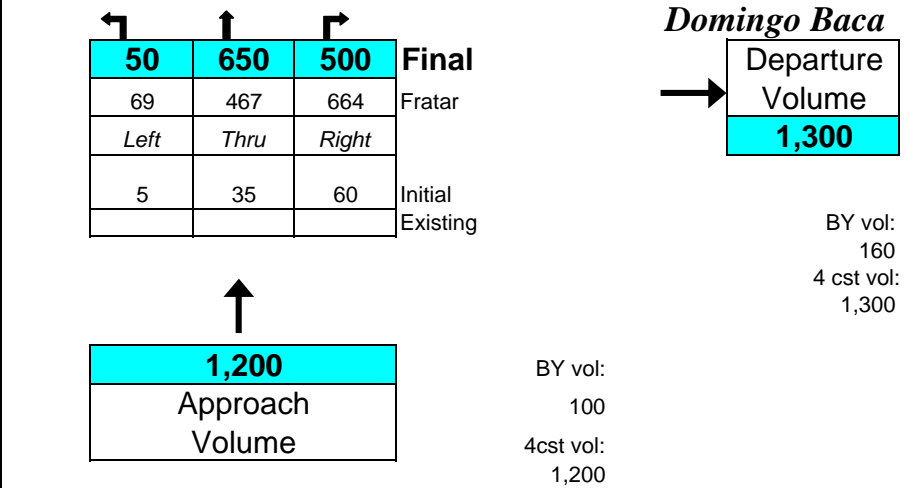 Domingo Baca
50 650 500 Final
Departure
Volume
1,300
69 467 664 Fratar
Left Thru Right
5 35 60 Initial
Existing
BY vol:
160
4 cst vol:
1,300
1,200
Approach
Volume
BY vol:
100
4cst vol:
1,200